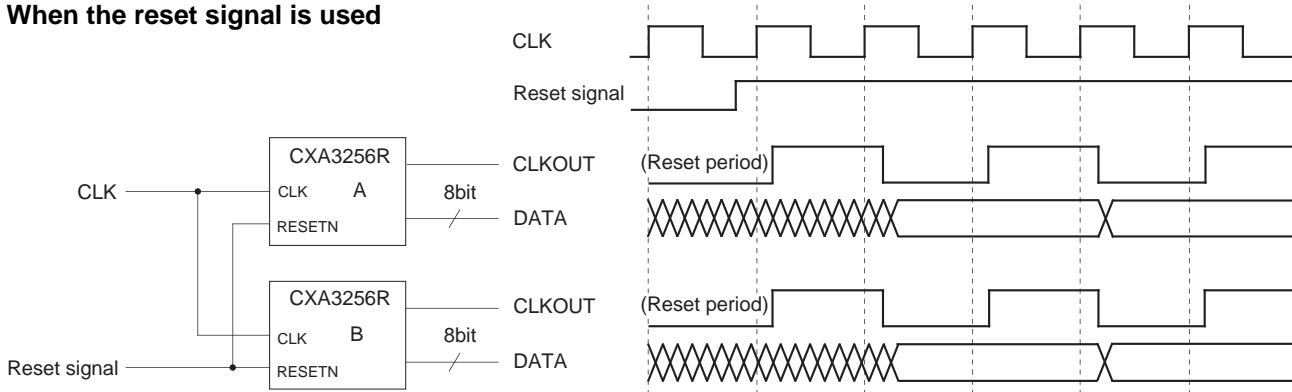 When the reset signal is used
CLK
Reset signal
CXA3256R
CLK A
RESETN
CLK
8bit
CLKOUT
DATA
(Reset period)
CXA3256R
CLK B
RESETN
Reset signal
8bit
CLKOUT
DATA
(Reset period)